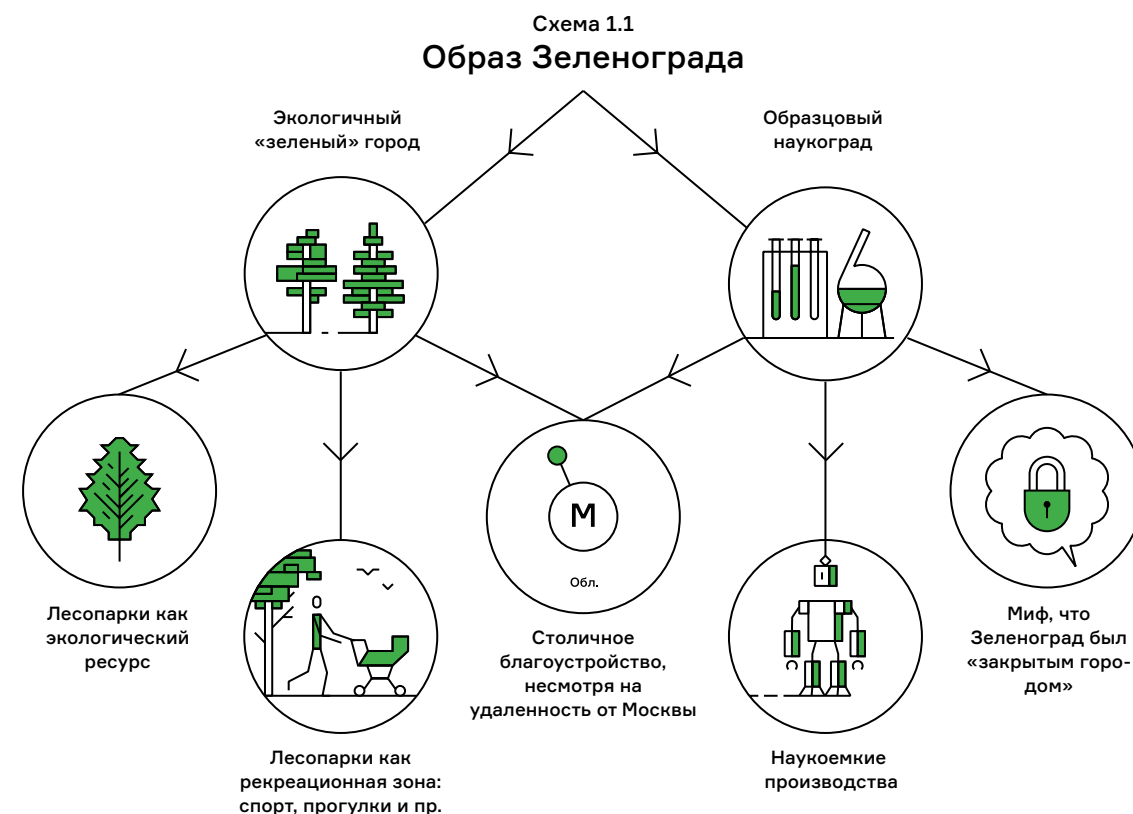 Схема 1.1
Образ Зеленограда
Экологичный
«зеленый» город
Образцовый
наукоград
М
Обл.
Лесопарки как
экологический
ресурс
Столичное
благоустройство,
несмотря на
удаленность от Москвы
Миф, что
Зеленоград был
«закрытым горо-
дом»
Лесопарки как
рекреационная зона:
спорт, прогулки и пр.
Наукоемкие
производства